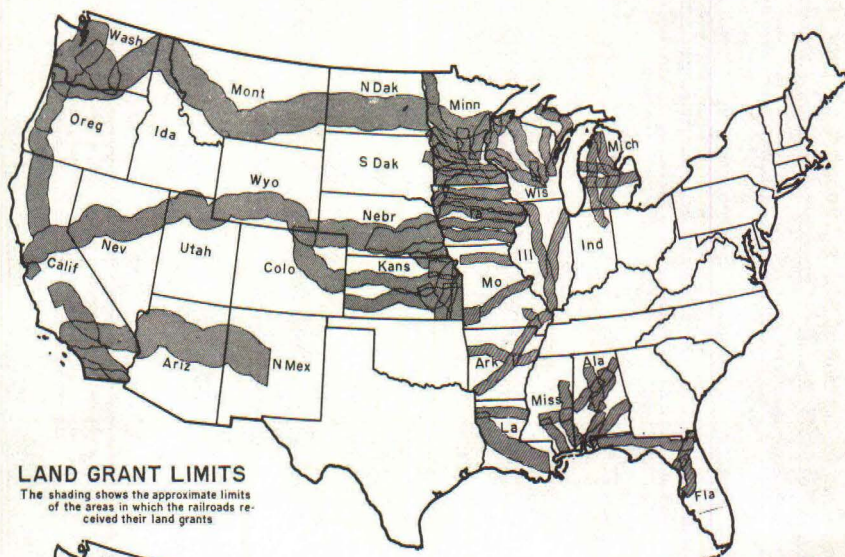 Wash
Mont
N Dak
Minn
Oreg
Ida
Mich
S Dak
Wyo
Wis
Nebr
Ia
Nev
Utah
Ill
Ind
Calif
Colo
Kans
Mo
Ariz
N Mex
Ark
Ala
Miss
La
Fla
LAND GRANT LIMITS
The shading shows the approximate limits
of the areas in which the railroads re-
ceived their land grants